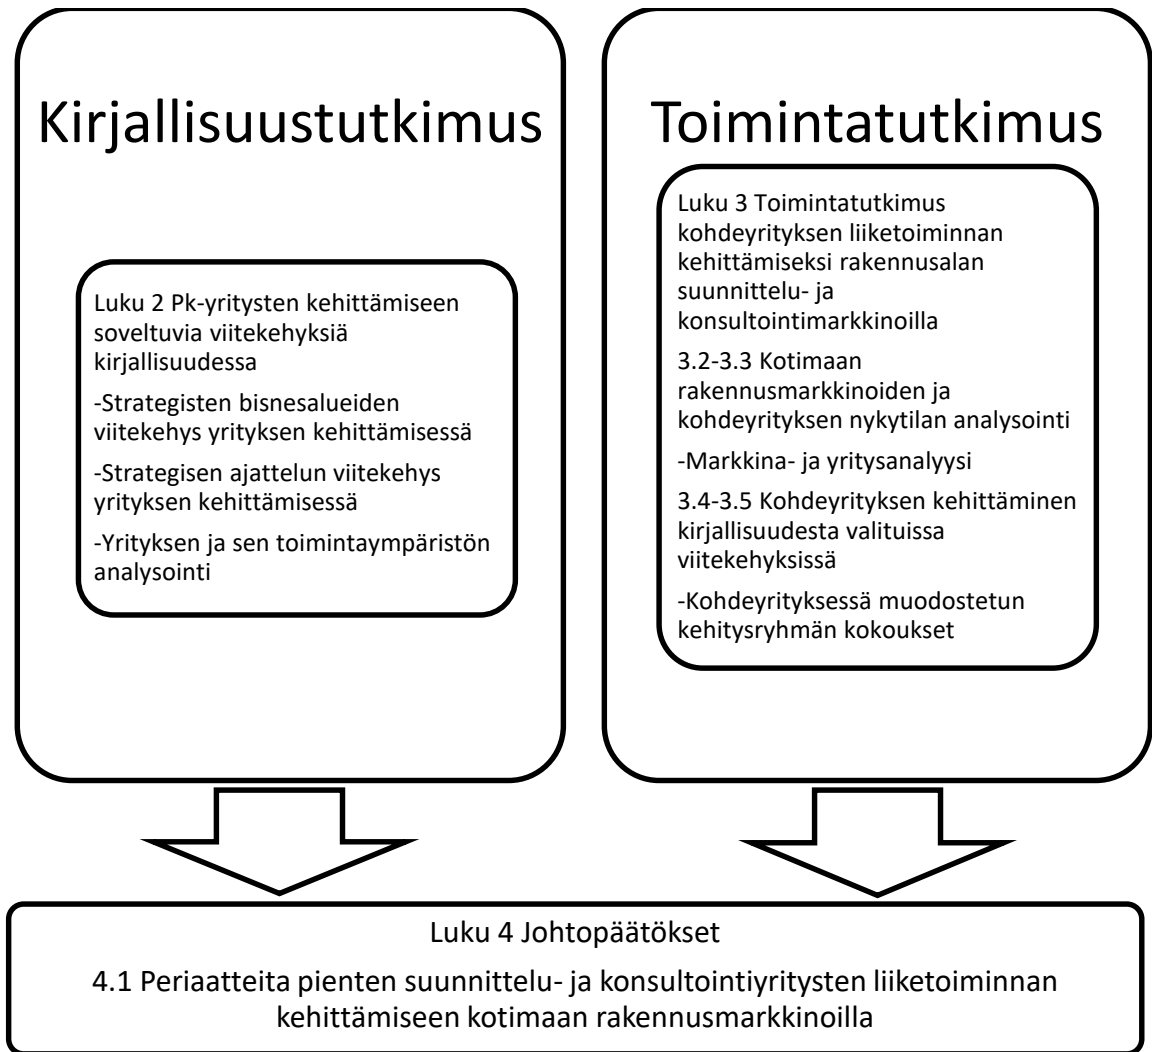 Kirjallisuustutkimus
Luku 2 Pk-yritysten kehittämiseen
soveltuvia viitekehyksiä
kirjallisuudessa
-Strategisten bisnesalueiden
viitekehys yrityksen kehittämisessä
-Strategisen ajattelun viitekehys
yrityksen kehittämisessä
-Yrityksen ja sen toimintaympäristön
analysointi
Toimintatutkimus
Luku 3 Toimintatutkimus
kohdeyrityksen liiketoiminnan
kehittämiseksi rakennusalan
suunnittelu- ja
konsultointimarkkinoilla
3.2-3.3 Kotimaan
rakennusmarkkinoiden ja
kohdeyrityksen nykytilan analysointi
-Markkina- ja yritysanalyysi
3.4-3.5 Kohdeyrityksen kehittäminen
kirjallisuudesta valituissa
viitekehyksissä
-Kohdeyrityksessä muodostetun
kehitysryhmän kokoukset
Luku 4 Johtopäätökset
4.1 Periaatteita pienten suunnittelu- ja konsultointiyritysten liiketoiminnan
kehittämiseen kotimaan rakennusmarkkinoilla